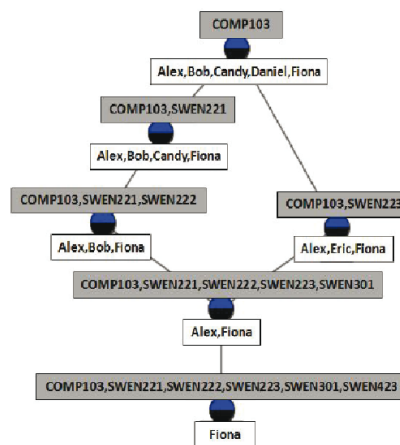 COMP103
Alex,Bob,Candy,Daniel,Fiona
COMP103,SWEN221
Alex,Bob,Candy,Fiona
COMP103,SWEN221,SWEN222
Alex,Bob,Fiona
COMP103,SWEN223
Alex,Eric,Fiona
COMP103,SWEN221,SWEN222,SWEN223,SWEN301
Alex,Fiona
COMP103,SWEN221,SWEN222,SWEN223,SWEN301,SWEN423
Fiona